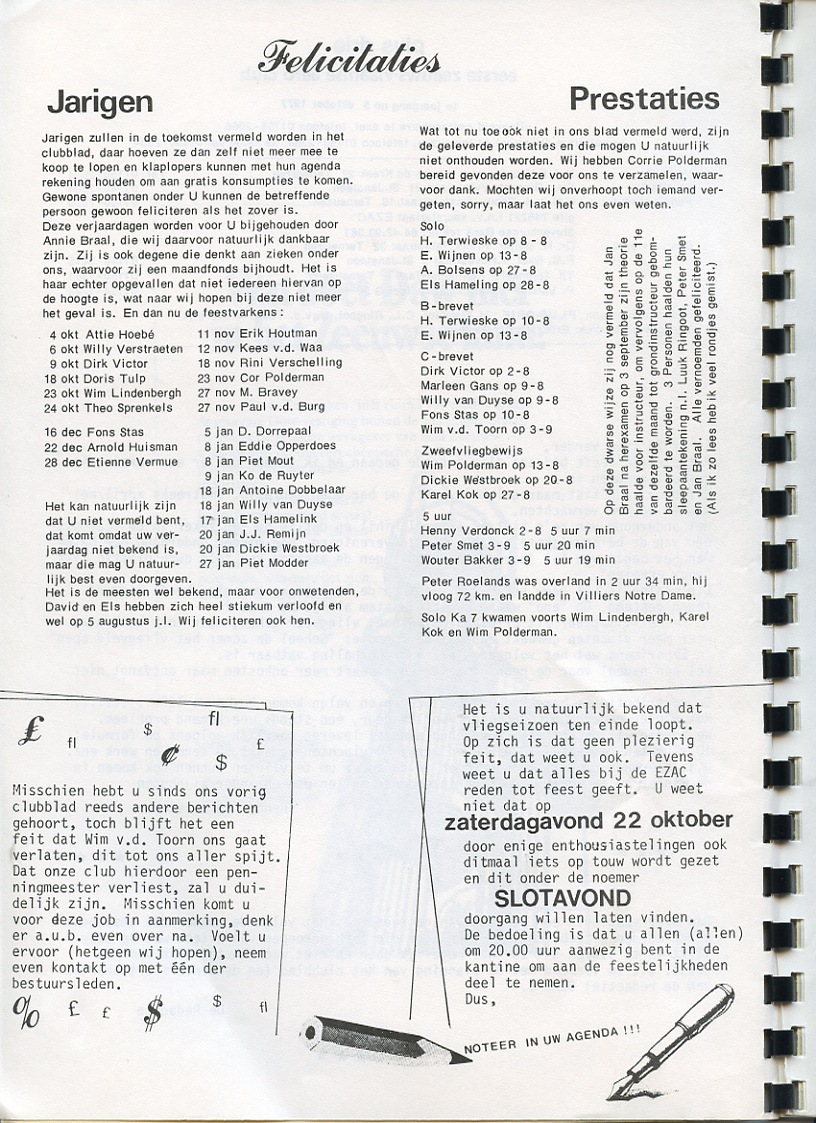 Felicitaties
Jarigen
Jarigen zullen in de toekomst vermeld worden in het
clubblad, daar hoeven ze dan zelf niet meer mee te
koop te lopen en klaplopers kunnen met hun agenda
rekening houden om aan gratis konsumpties te komen.
Gewone spontanen onder U kunnen de betreffende
persoon gewoon feliciteren als het zover is.
Deze verjaardagen worden voor U bijgehouden door
Annie Braal, die wij daarvoor natuurlijk dankbaar
zijn. Zij is ook degene die denkt aan zieken onder
ons, waarvoor zij een maandfonds bijhoudt. Het is
haar echter opgevallen dat niet iedereen hiervan op
de hoogte is, wat naar wij hopen bij deze niet meer
het geval is. En dan nu de feestvarkens :
4 okt Attie Hoebé
6 okt Willy Verstraeten
9 okt Dirk Victor
18 okt Doris Tulp
23 okt Wim Lindenbergh
24 okt Theo Sprenkels
11 nov Erik Houtman
12 nov Kees v.d. Waa
18 nov Rini Verschelling
23 nov Cor Polderman
27 nov M. Bravey
27 nov Paul v.d. Burg
16 dec Fons Stas
22 dec Arnold Huisman
28 dec Etienne Vermue
5 jan D. Dorrepaal
8 jan Eddie Opperdoes
8 jan Piet Mout
9 jan Ko de Ruyter
18 jan Antoine Dobbelaar
18 jan Willy van Duyse
17 jan Els Hamelink
20 jan J.J. Remijn
20 jan Dickie Westbroek
27 jan Piet Modder
Het kan natuurlijk zijn
dat U niet vermeld bent,
dat komt omdat uw ver-
jaardag niet bekend is,
maar die mag U natuur-
lijk best even doorgeven.
Het is de meesten wel bekend, maar voor onwetenden,
David en Els hebben zich heel stiekum verloofd en
wel op 5 augustus j.l. Wij feliciteren ook hen.
Prestaties
Wat tot nu toe ook niet in ons blad vermeld werd, zijn
de geleverde prestaties en die mogen U natuurlijk
niet onthouden worden. Wij hebben Corrie Polderman
bereid gevonden deze voor ons te verzamelen, waar-
voor dank. Mochten wij onverhoopt toch iemand ver-
geten, sorry, maar laat het ons even weten.
Solo
H. Terwieske op 8 - 8
E. Wijnen op 13 - 8
A. Bolsens op 27 - 8
Els Hameling op 28 - 8
B - brevet
H. Terwieske op 10 - 8
E. Wijnen op 13 - 8
C - brevet
Dirk Victor op 2 - 8
Marleen Gans op 9 - 8
Willy van Duyse op 9 - 8
Fons Stas op 10 - 8
Wim v.d. Toorn op 3 - 9
Zweefvliegbewijs
Wim Polderman op 13 - 8
Dickie Westbroek op 20 - 8
Karel Kok op 27 - 8
5 uur
Henny Verdonck 2 - 8 5 uur 7 min
Peter Smet 3 - 9 5 uur 20 min
Wouter Bakker 3 - 9 5 uur 19 min
Peter Roelands was overland in 2 uur 34 min, hij
vloog 72 km. en landde in Villiers Notre Dame.
Solo Ka 7 kwamen voorts Wim Lindenbergh, Karel
Kok en Wim Polderman.
Op deze dwarse wijze zij nog vermeld dat Jan
Braal na herexamen op 3 september zijn theorie
haalde voor instructeur, om vervolgens op de 11e
van dezelfde maand tot grondinstructeur gebom-
bardeerd te worden. 3 Personen haalden hun
sleepaantekening n.l. Luuk Ringoot, Peter Smet
en Jan Braal. Alle vernoemden gefeliciteerd.
(Als ik zo lees heb ik veel rondjes gemist.)
£ fl $ ¢ fl $ £
Misschien hebt u sinds ons vorig
clubblad reeds andere berichten
gehoort, toch blijft het een
feit dat Wim v.d. Toorn ons gaat
verlaten, dit tot ons aller spijt.
Dat onze club hierdoor een pen-
ningmeester verliest, zal u dui-
delijk zijn. Misschien komt u
voor deze job in aanmerking, denk
er a.u.b. even over na. Voelt u
ervoor (hetgeen wij hopen), neem
even kontakt op met één der
bestuursleden.
% £ £ $ $ fl
Het is u natuurlijk bekend dat
vliegseizoen ten einde loopt.
Op zich is dat geen plezierig
feit, dat weet u ook. Tevens
weet u dat alles bij de EZAC
reden tot feest geeft. U weet
niet dat op
zaterdagavond 22 oktober
door enige enthousiastelingen ook
ditmaal iets op touw wordt gezet
en dit onder de noemer
SLOTAVOND
doorgang willen laten vinden.
De bedoeling is dat u allen (allen)
om 20.00 uur aanwezig bent in de
kantine om aan de feestelijkheden
deel te nemen.
Dus,
NOTEER IN UW AGENDA !!!